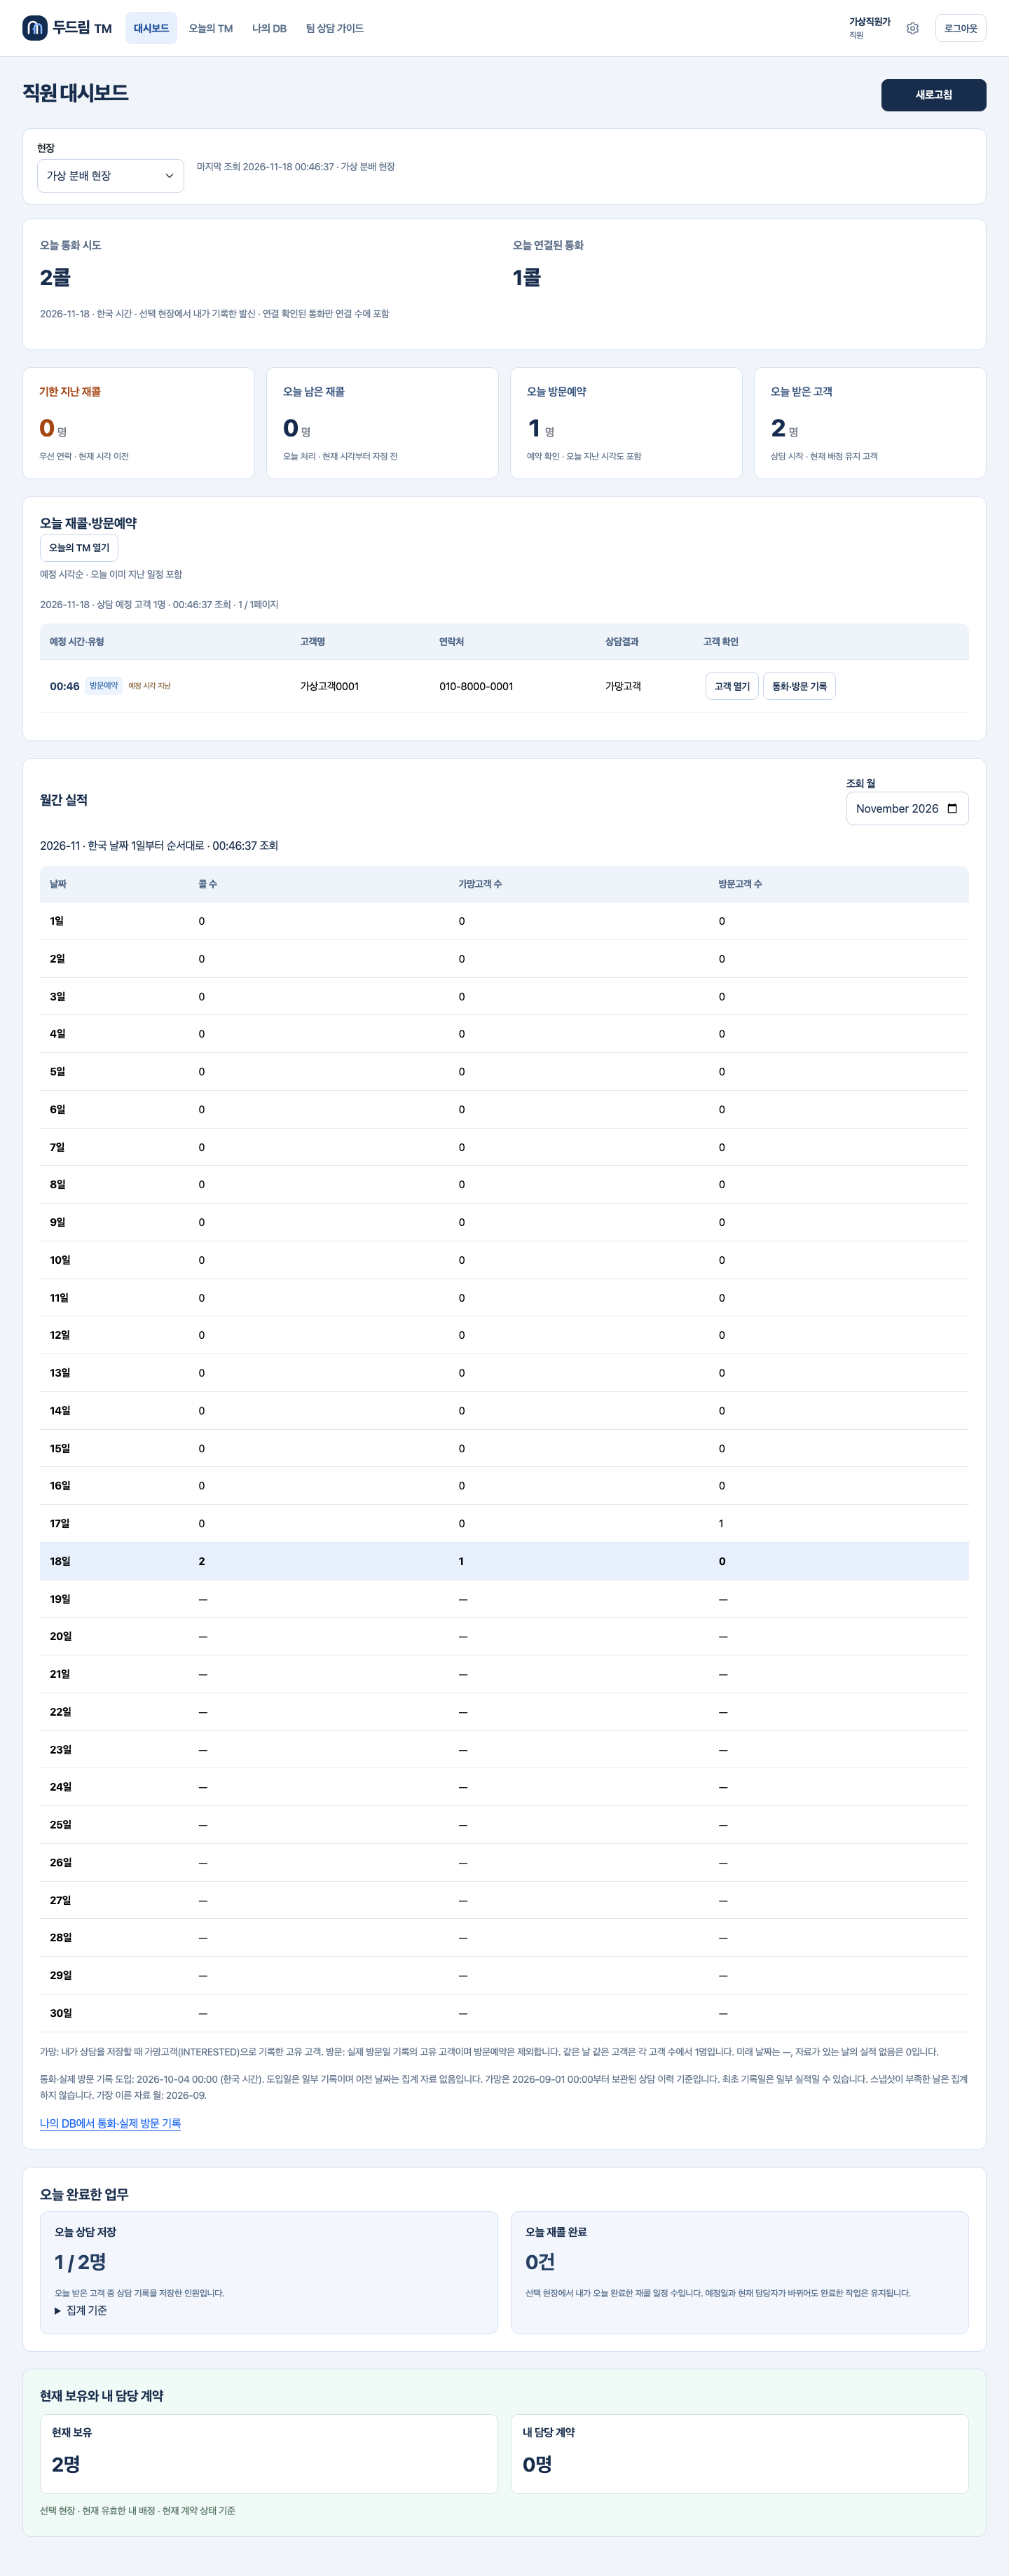 두드림 TM
대시보드
오늘의 TM
나의 DB
팀 상담 가이드
가상직원가
직원
로그아웃
직원 대시보드
새로고침
현장
가상 분배 현장
마지막 조회 2026-11-18 00:46:37 · 가상 분배 현장
오늘 통화 시도
2콜
오늘 연결된 통화
1콜
2026-11-18 · 한국 시간 · 선택 현장에서 내가 기록한 발신 · 연결 확인된 통화만 연결 수에 포함
기한 지난 재콜
0 명
우선 연락 · 현재 시각 이전
오늘 남은 재콜
0 명
오늘 처리 · 현재 시각부터 자정 전
오늘 방문예약
1 명
예약 확인 · 오늘 지난 시각도 포함
오늘 받은 고객
2 명
상담 시작 · 현재 배정 유지 고객
오늘 재콜·방문예약
오늘의 TM 열기
예정 시각순 · 오늘 이미 지난 일정 포함
2026-11-18 · 상담 예정 고객 1명 · 00:46:37 조회 · 1 / 1페이지
예정 시간·유형 고객명 연락처 상담결과 고객 확인
00:46 방문예약 예정 시각 지남 가상고객0001 010-8000-0001 가망고객 고객 열기 통화·방문 기록
월간 실적
조회 월
November 2026
2026-11 · 한국 날짜 1일부터 순서대로 · 00:46:37 조회
날짜 콜 수 가망고객 수 방문고객 수
1일 0 0 0
2일 0 0 0
3일 0 0 0
4일 0 0 0
5일 0 0 0
6일 0 0 0
7일 0 0 0
8일 0 0 0
9일 0 0 0
10일 0 0 0
11일 0 0 0
12일 0 0 0
13일 0 0 0
14일 0 0 0
15일 0 0 0
16일 0 0 0
17일 0 0 1
18일 2 1 0
19일 — — —
20일 — — —
21일 — — —
22일 — — —
23일 — — —
24일 — — —
25일 — — —
26일 — — —
27일 — — —
28일 — — —
29일 — — —
30일 — — —
가망: 내가 상담을 저장할 때 가망고객(INTERESTED)으로 기록한 고유 고객. 방문: 실제 방문일 기록의 고유 고객이며 방문예약은 제외합니다. 같은 날 같은 고객은 각 고객 수에서 1명입니다. 미래 날짜는 —, 자료가 있는 날의 실적 없음은 0입니다.
통화·실제 방문 기록 도입: 2026-10-04 00:00 (한국 시간). 도입일은 일부 기록이며 이전 날짜는 집계 자료 없음입니다. 가망은 2026-09-01 00:00부터 보관된 상담 이력 기준입니다. 최초 기록일은 일부 실적일 수 있습니다. 스냅샷이 부족한 날은 집계
하지 않습니다. 가장 이른 자료 월: 2026-09.
나의 DB에서 통화·실제 방문 기록
오늘 완료한 업무
오늘 상담 저장
1 / 2명
오늘 받은 고객 중 상담 기록을 저장한 인원입니다.
▶ 집계 기준
오늘 재콜 완료
0건
선택 현장에서 내가 오늘 완료한 재콜 일정 수입니다. 예정일과 현재 담당자가 바뀌어도 완료한 작업은 유지됩니다.
현재 보유와 내 담당 계약
현재 보유
2명
내 담당 계약
0명
선택 현장 · 현재 유효한 내 배정 · 현재 계약 상태 기준